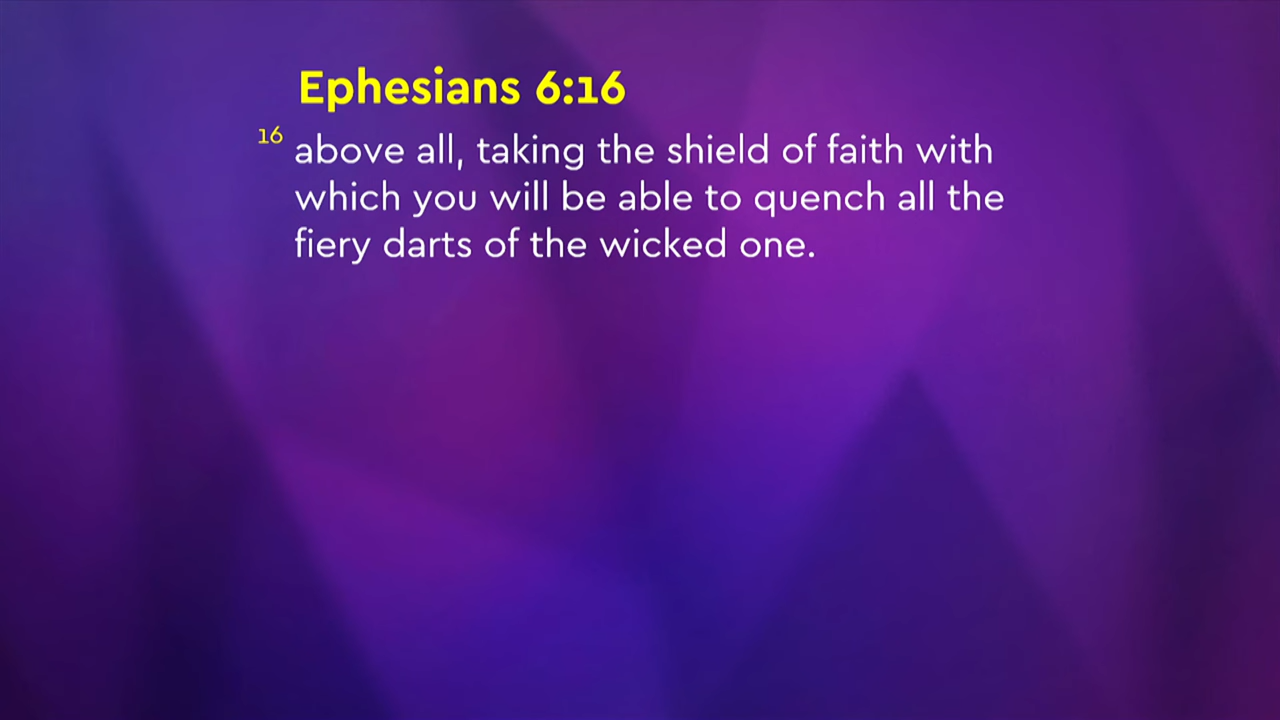 Ephesians 6:16
16 above all, taking the shield of faith with
which you will be able to quench all the
fiery darts of the wicked one.